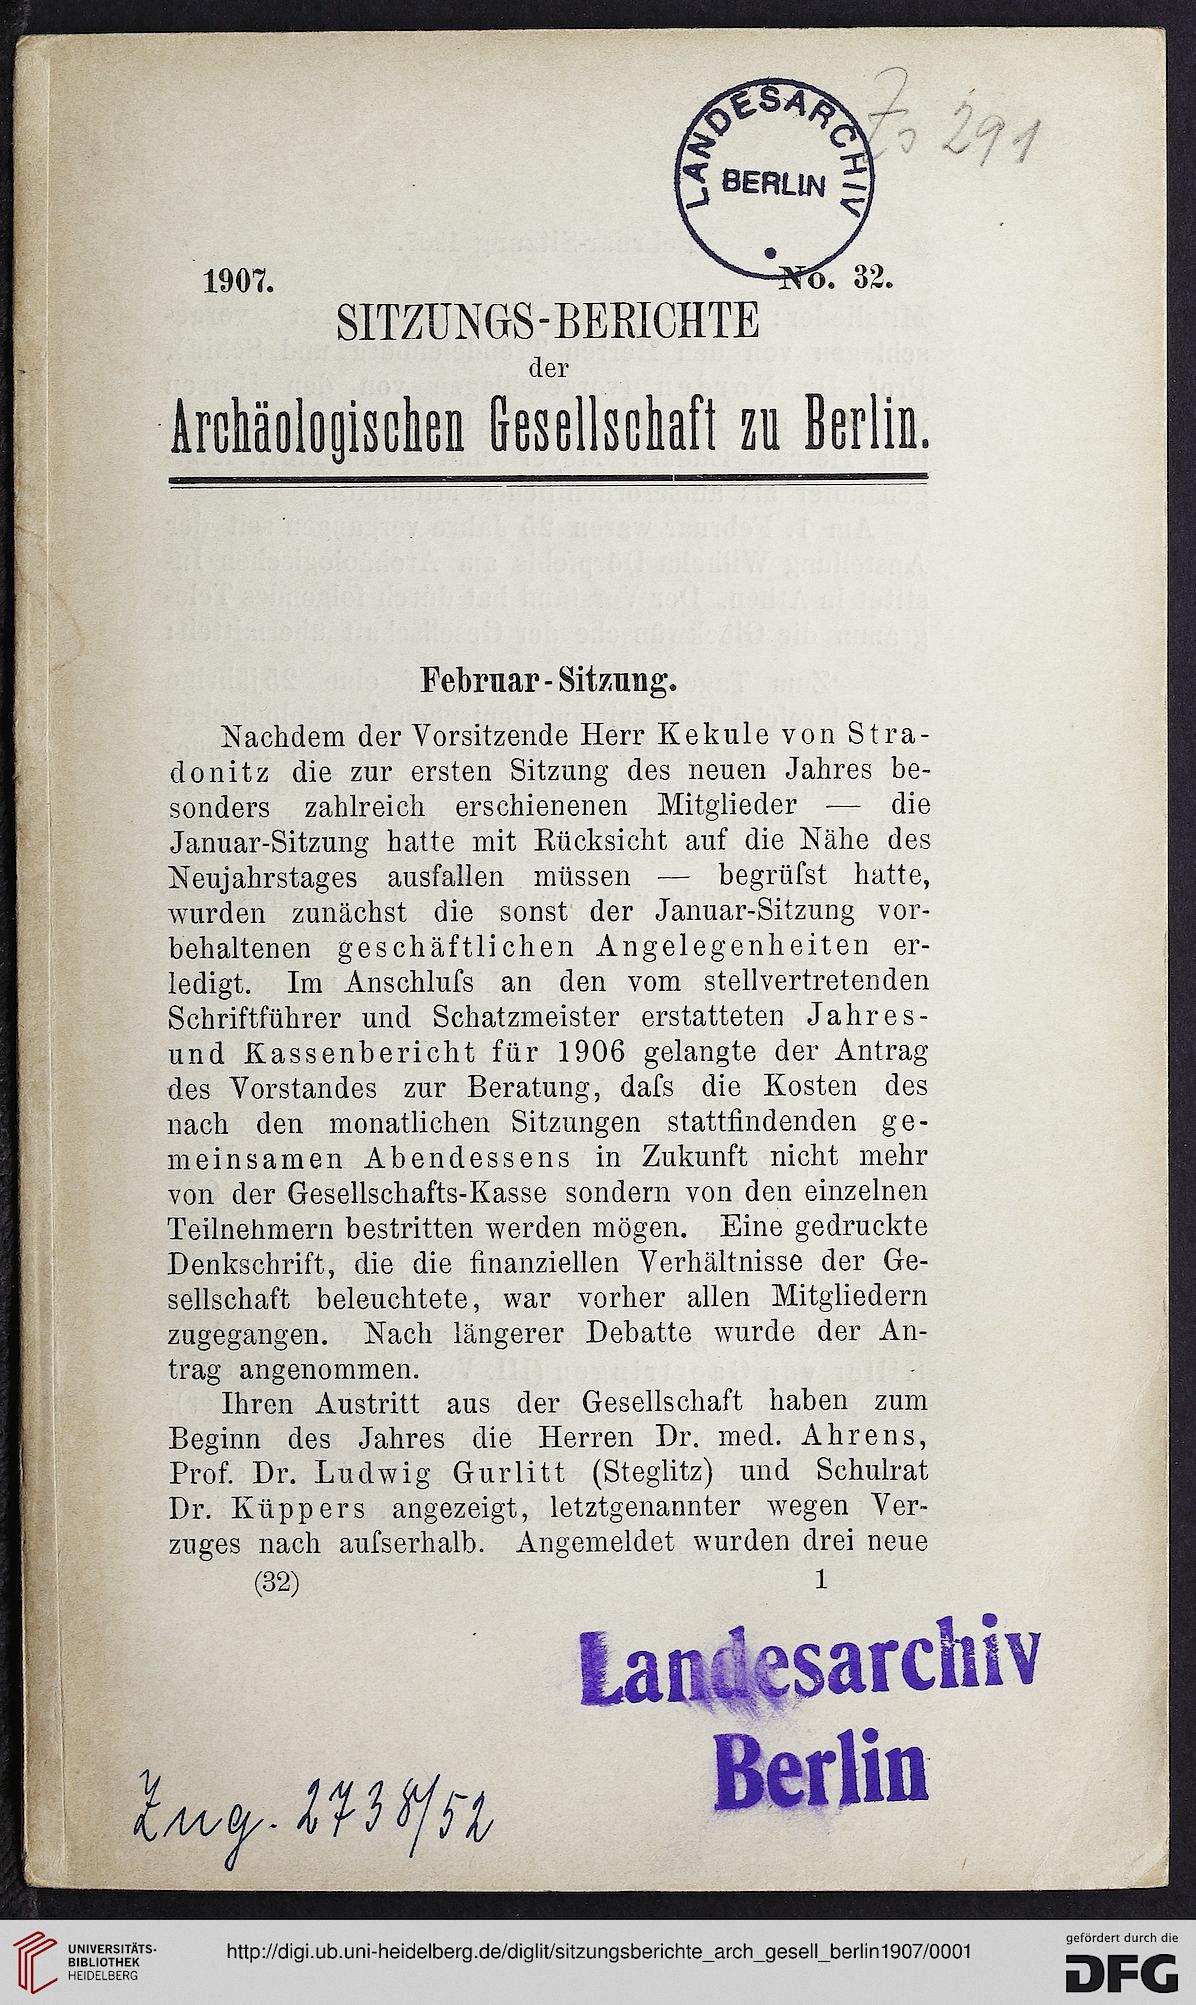 LANDESARCHIV
BERLIN
Zs 291
1907.
No. 32.
SITZUNGS-BERICHTE
der
Archäologischen Gesellschaft zu Berlin.
Februar-Sitzung.
Nachdem der Vorsitzende Herr Kekule von Stra-
donitz die zur ersten Sitzung des neuen Jahres be-
sonders zahlreich erschienenen Mitglieder — die
Januar-Sitzung hatte mit Rücksicht auf die Nähe des
Neujahrstages ausfallen müssen — begrüſst hatte,
wurden zunächst die sonst der Januar-Sitzung vor-
behaltenen geschäftlichen Angelegenheiten er-
ledigt. Im Anschluſs an den vom stellvertretenden
Schriftführer und Schatzmeister erstatteten Jahres-
und Kassenbericht für 1906 gelangte der Antrag
des Vorstandes zur Beratung, daſs die Kosten des
nach den monatlichen Sitzungen stattfindenden ge-
meinsamen Abendessens in Zukunft nicht mehr
von der Gesellschafts-Kasse sondern von den einzelnen
Teilnehmern bestritten werden mögen. Eine gedruckte
Denkschrift, die die finanziellen Verhältnisse der Ge-
sellschaft beleuchtete, war vorher allen Mitgliedern
zugegangen. Nach längerer Debatte wurde der An-
trag angenommen.
Ihren Austritt aus der Gesellschaft haben zum
Beginn des Jahres die Herren Dr. med. Ahrens,
Prof. Dr. Ludwig Gurlitt (Steglitz) und Schulrat
Dr. Küppers angezeigt, letztgenannter wegen Ver-
zuges nach auſserhalb. Angemeldet wurden drei neue
(32)
1
Landesarchiv
Berlin
Zug. 2738/52
UNIVERSITÄTS-
BIBLIOTHEK
HEIDELBERG
http://digi.ub.uni-heidelberg.de/diglit/sitzungsberichte_arch_gesell_berlin1907/0001
gefördert durch die
DFG